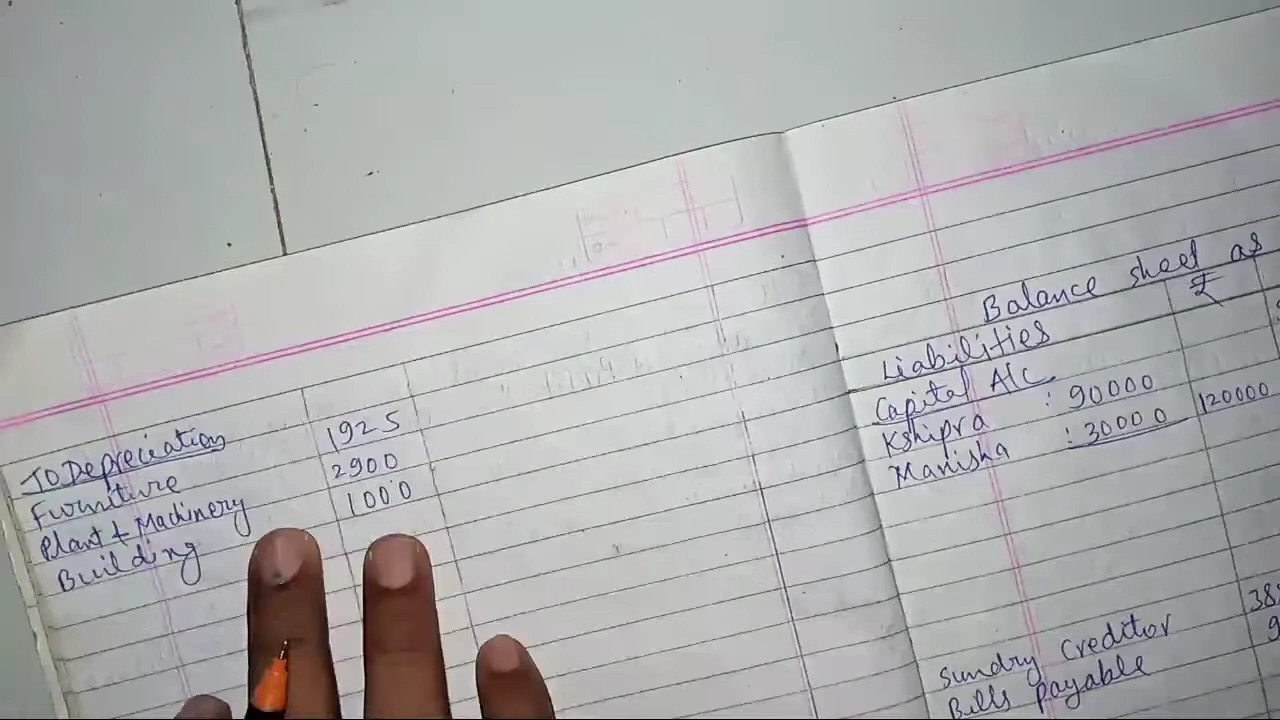 To Depreciation
Furniture 1925
Plant & Machinery 2900
Building 1000
Balance sheet as
Liabilities ₹
Capital A/c
Kshipra : 90000
Manisha : 30000 120000
Sundry Creditor
Bills payable